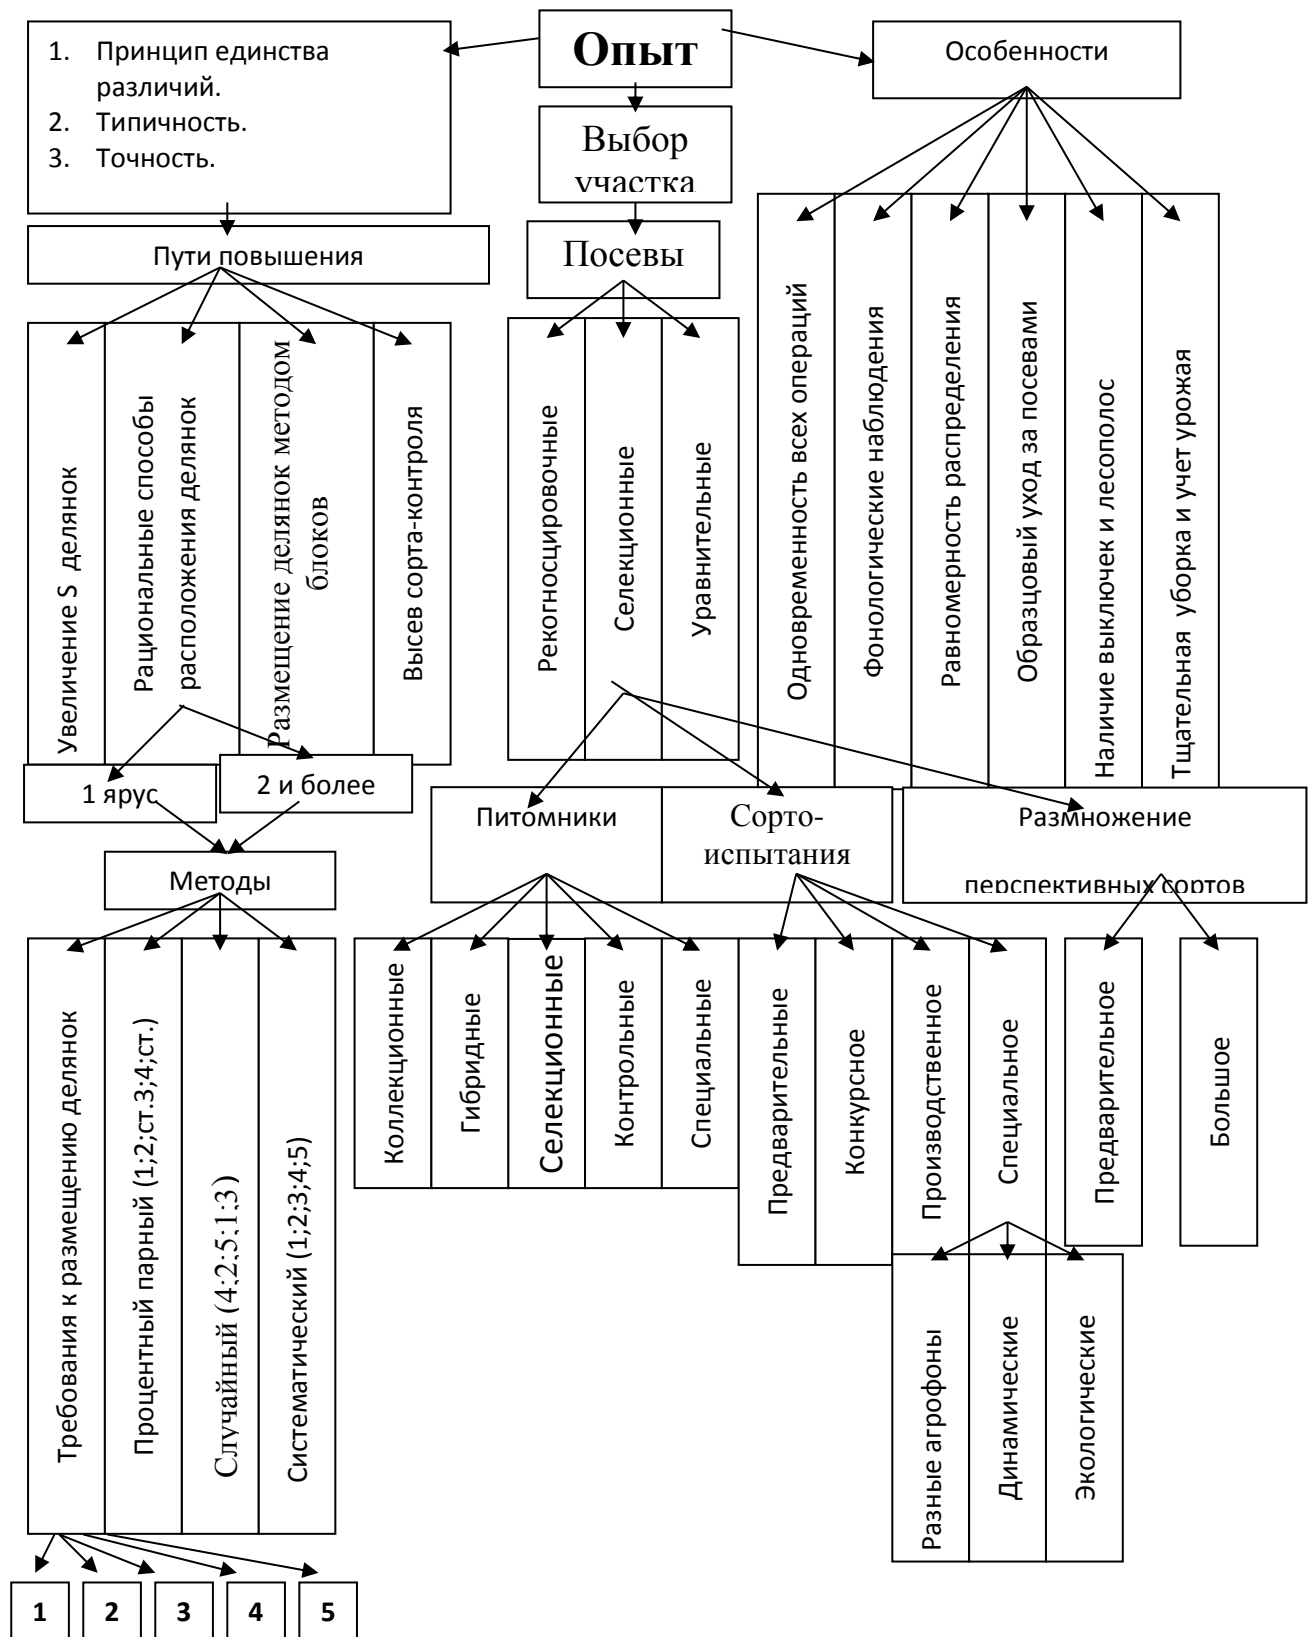 Опыт
1. Принцип единства
различий.
2. Типичность.
3. Точность.
Особенности
Выбор
участка
Пути повышения
Посевы
Увеличение S делянок
Рациональные способы
расположения делянок
Размещение делянок методом
блоков
Высев сорта-контроля
Рекогносцировочные
Селекционные
Уравнительные
Одновременность всех операций
Фонологические наблюдения
Равномерность распределения
Образцовый уход за посевами
Наличие выключек и лесополос
Тщательная уборка и учет урожая
1 ярус
2 и более
Питомники
Сорто-
испытания
Размножение
перспективных сортов
Методы
Требования к размещению делянок
Процентный парный (1;2;ст.3;4;ст.)
Случайный (4;2;5;1;3)
Систематический (1;2;3;4;5)
Коллекционные
Гибридные
Селекционные
Контрольные
Специальные
Предварительные
Конкурсное
Производственное
Специальное
Предварительное
Большое
Разные агрофоны
Динамические
Экологические
1
2
3
4
5